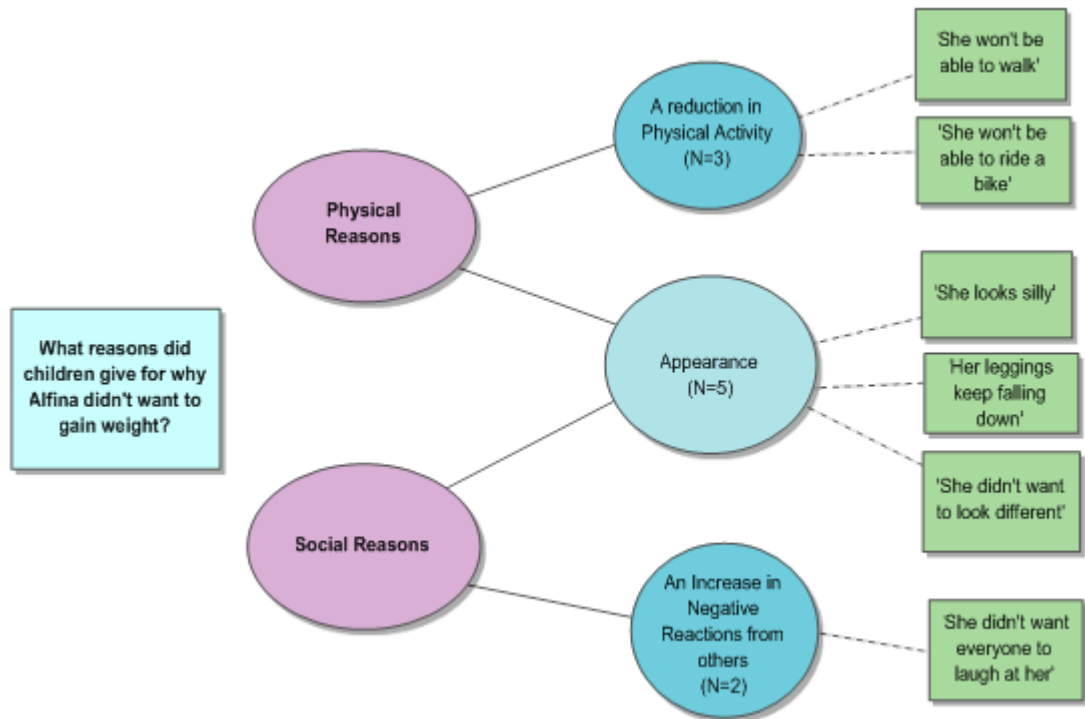 What reasons did
children give for why
Alfina didn't want to
gain weight?
Physical
Reasons
Social Reasons
A reduction in
Physical Activity
(N=3)
Appearance
(N=5)
An Increase in
Negative
Reactions from
others
(N=2)
'She won't be
able to walk'
'She won't be
able to ride a
bike'
'She looks silly'
'Her leggings
keep falling
down'
'She didn't want
to look different'
'She didn't want
everyone to
laugh at her'